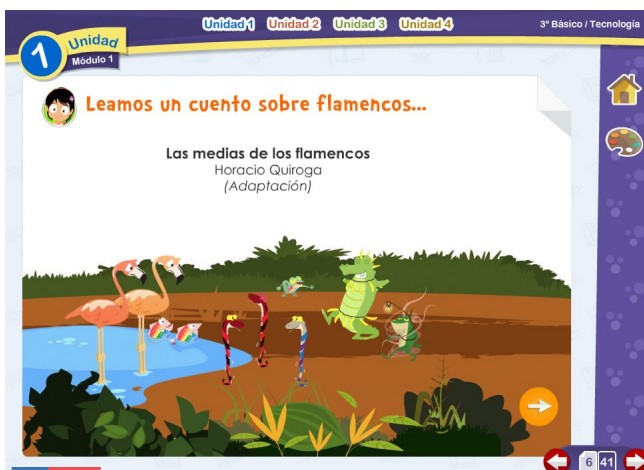 Unidad 1 Unidad 2 Unidad 3 Unidad 4
3° Básico / Tecnología
1
Unidad
Módulo 1
Leamos un cuento sobre flamencos...
Las medias de los flamencos
Horacio Quiroga
(Adaptación)
6 41